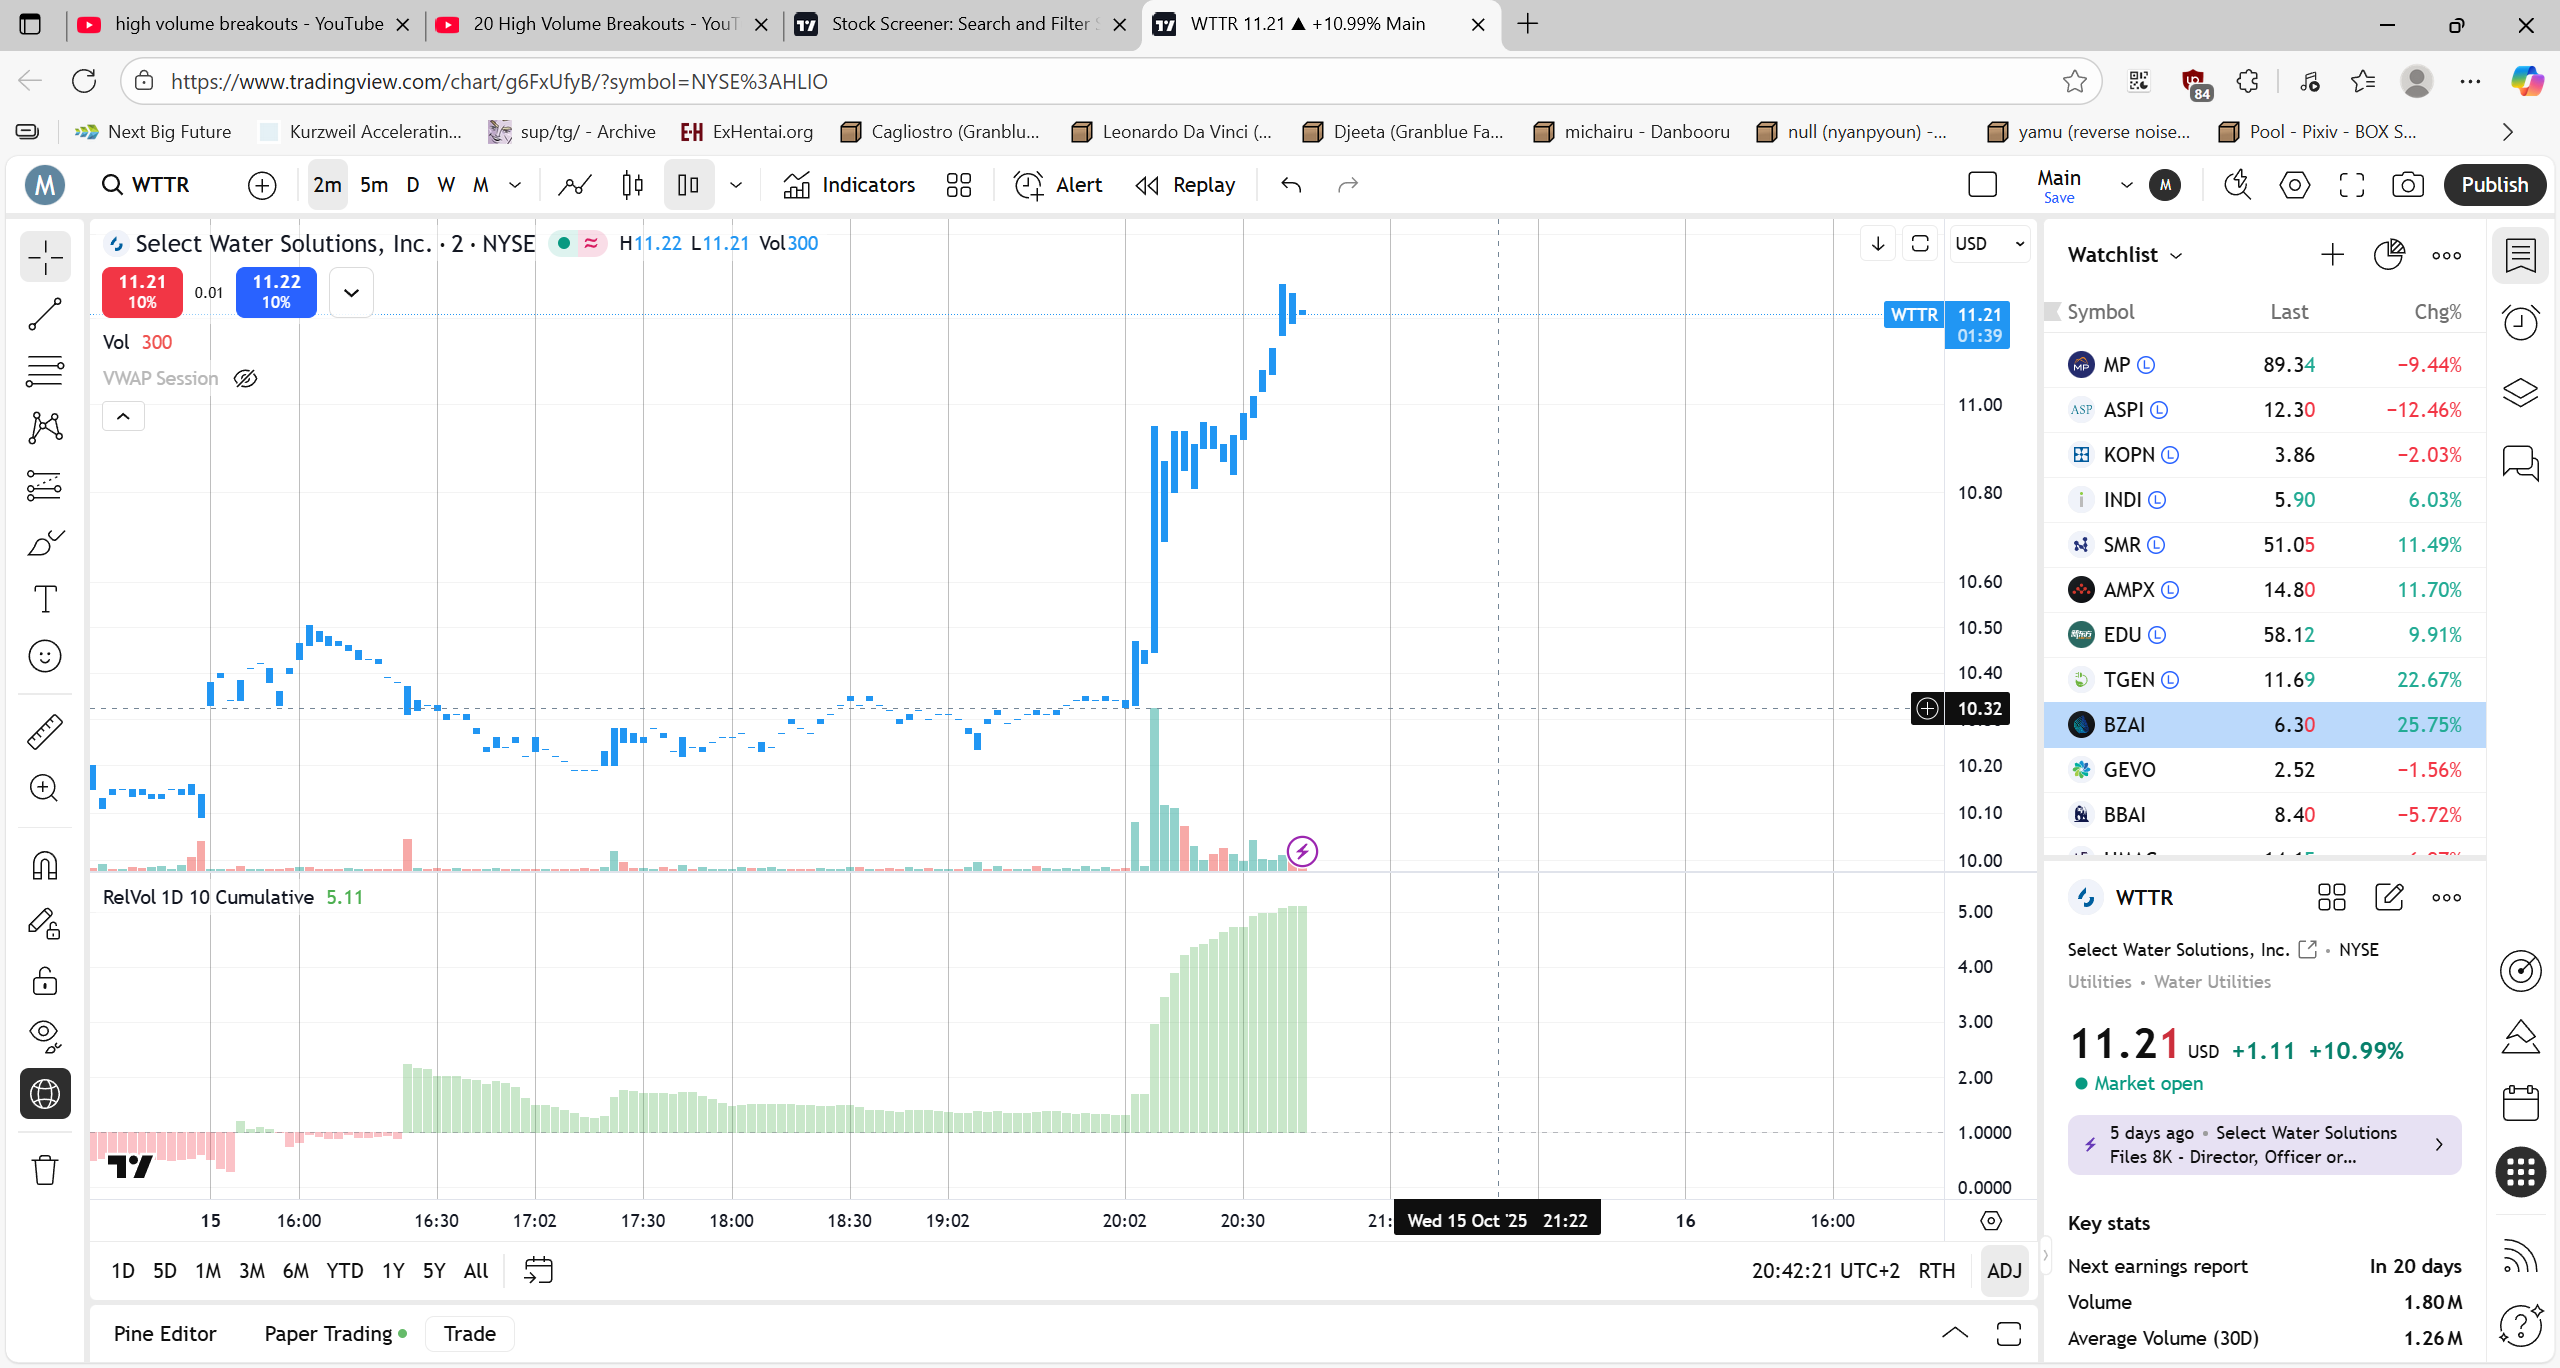 high volume breakouts - YouTube
20 High Volume Breakouts - YouT
Stock Screener: Search and Filter S
WTTR 11.21 ▲ +10.99% Main
https://www.tradingview.com/chart/g6FxUfyB/?symbol=NYSE%3AHLIO
84
Next Big Future
Kurzweil Acceleratin...
sup/tg/ - Archive
E-H ExHentai.org
Cagliostro (Granblu...
Leonardo Da Vinci (...
Djeeta (Granblue Fa...
michairu - Danbooru
null (nyanpyoun) -...
yamu (reverse noise...
Pool - Pixiv - BOX S...
M
WTTR
2m 5m D W M
Indicators
Alert
Replay
Main
Save
M
Publish
Select Water Solutions, Inc. · 2 · NYSE
H11.22 L11.21 Vol300
USD
11.21
10%
0.01
11.22
10%
Vol 300
VWAP Session
WTTR 11.21
01:39
11.00
10.80
10.60
10.50
10.40
10.32
10.20
10.10
10.00
RelVol 1D 10 Cumulative 5.11
5.00
4.00
3.00
2.00
1.0000
0.0000
15 16:00 16:30 17:02 17:30 18:00 18:30 19:02 20:02 20:30 21: Wed 15 Oct '25 21:22 16 16:00
1D 5D 1M 3M 6M YTD 1Y 5Y All
20:42:21 UTC+2 RTH ADJ
Pine Editor Paper Trading Trade
Watchlist
Symbol Last Chg%
MP L 89.34 −9.44%
ASP ASPI L 12.30 −12.46%
KOPN L 3.86 −2.03%
INDI L 5.90 6.03%
SMR L 51.05 11.49%
AMPX L 14.80 11.70%
EDU L 58.12 9.91%
TGEN L 11.69 22.67%
BZAI 6.30 25.75%
GEVO 2.52 −1.56%
BBAI 8.40 −5.72%
WTTR
Select Water Solutions, Inc. • NYSE
Utilities • Water Utilities
11.21 USD +1.11 +10.99%
Market open
5 days ago • Select Water Solutions
Files 8K - Director, Officer or...
Key stats
Next earnings report In 20 days
Volume 1.80 M
Average Volume (30D) 1.26 M